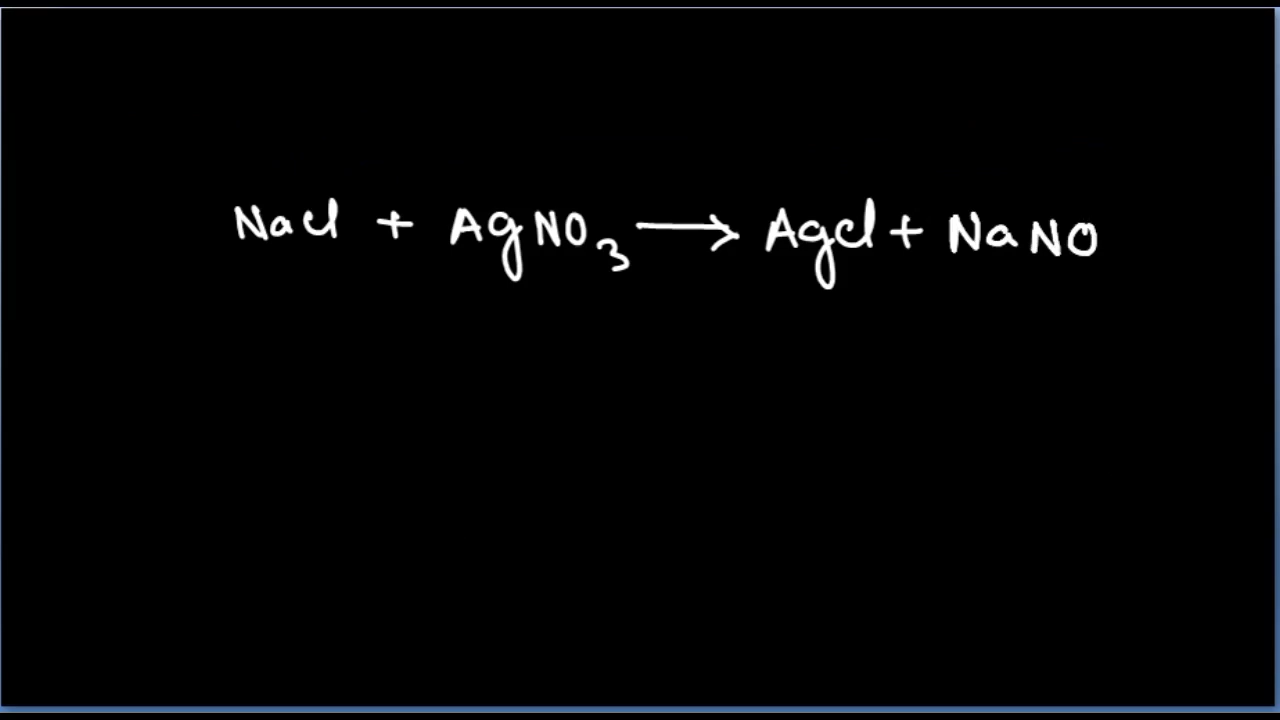 NaCl + AgNO₃ ⟶ AgCl + NaNO